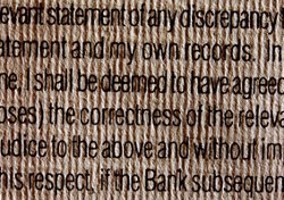 evant statement of any discrepancy
atement and my own records. In
ne, I shall be deemed to have agreed
oses) the correctness of the releva
udice to the above and without im
his respect, if the Bank subsequen